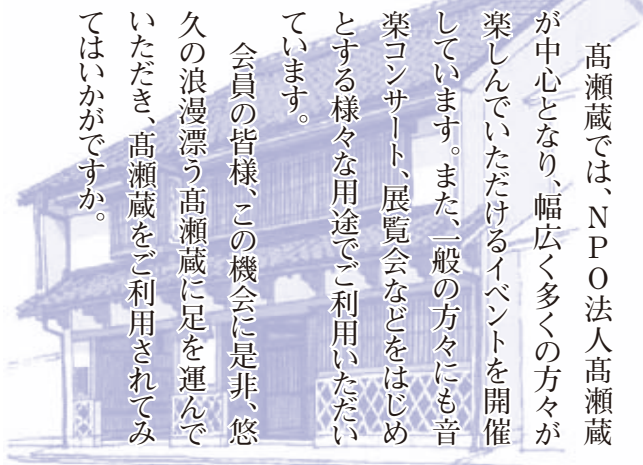 髙瀬蔵では、NPO法人髙瀬蔵
が中心となり、幅広く多くの方々が
楽しんでいただけるイベントを開催
しています。また、一般の方々にも音
楽コンサート、展覧会などをはじめ
とする様々な用途でご利用いただい
ています。
　会員の皆様、この機会に是非、悠
久の浪漫漂う髙瀬蔵に足を運んで
いただき、髙瀬蔵をご利用されてみ
てはいかがですか。